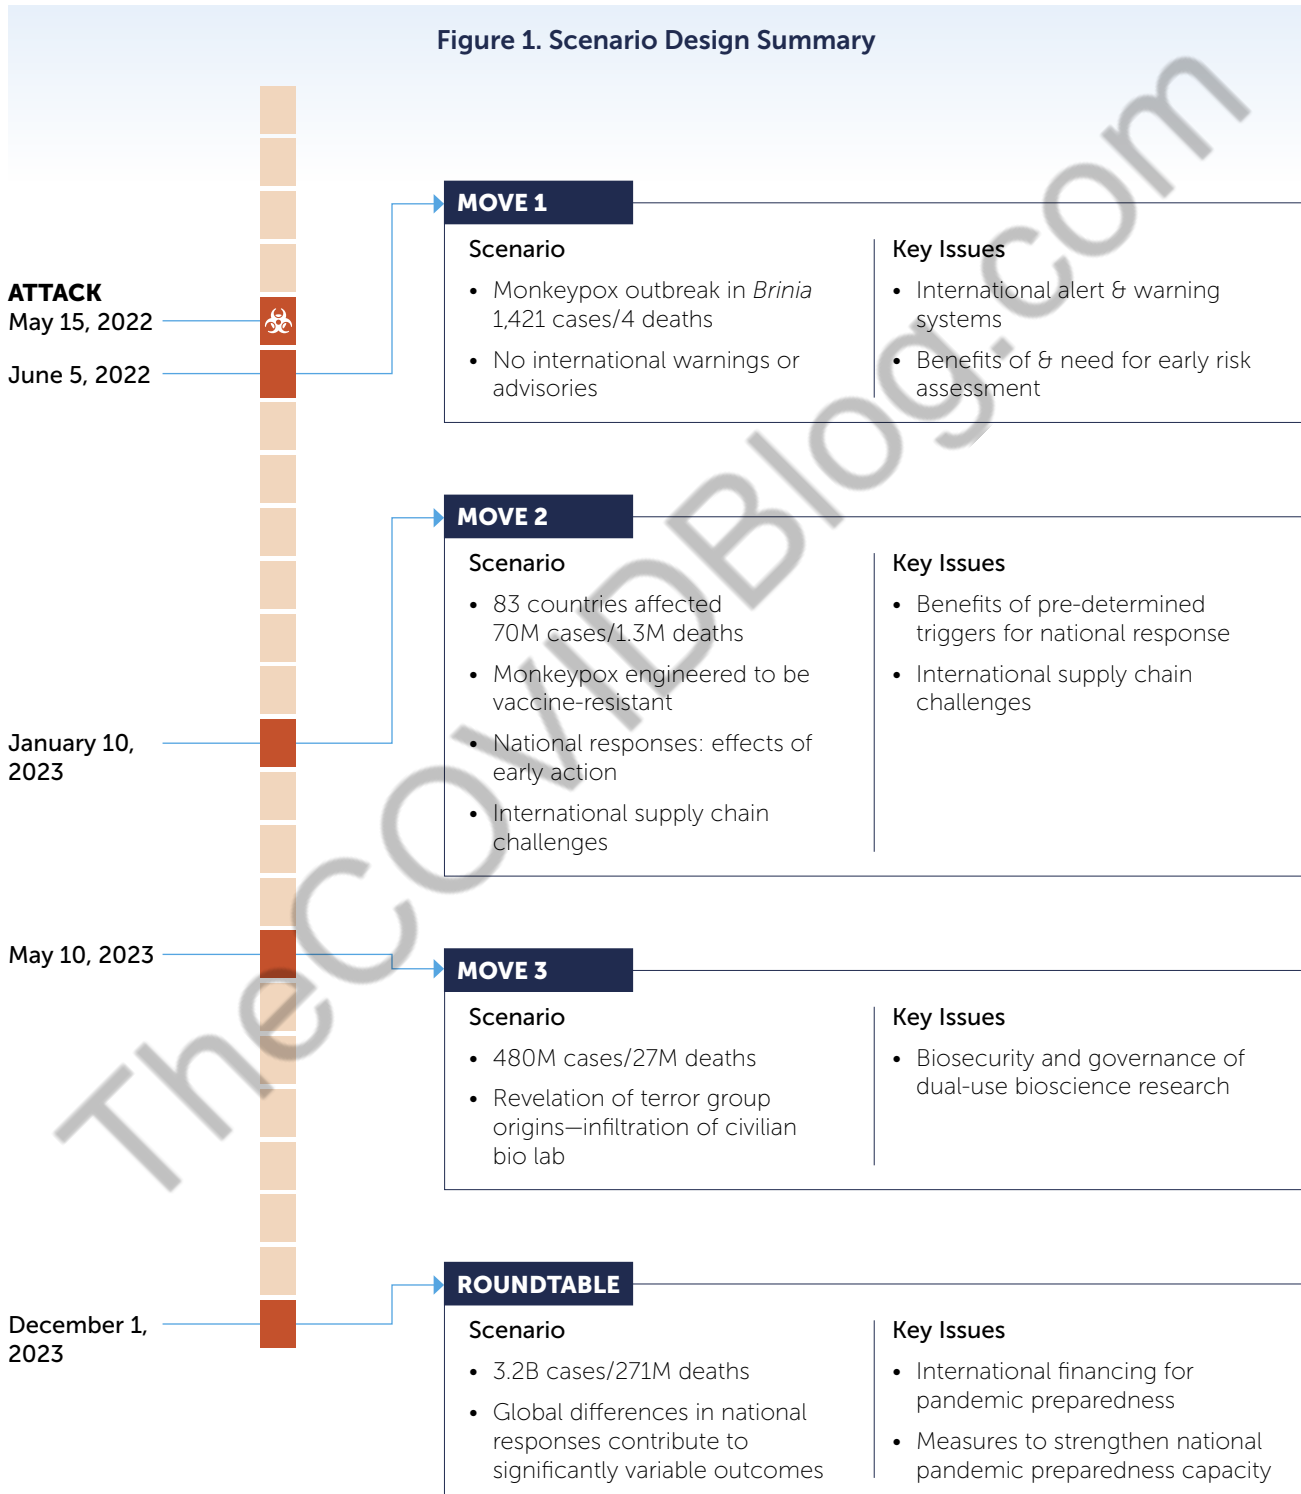 Figure 1. Scenario Design Summary
ATTACK
May 15, 2022
June 5, 2022
MOVE 1
Scenario
• Monkeypox outbreak in Brinia
1,421 cases/4 deaths
• No international warnings or
advisories
Key Issues
• International alert & warning
systems
• Benefits of & need for early risk
assessment
January 10,
2023
MOVE 2
Scenario
• 83 countries affected
70M cases/1.3M deaths
• Monkeypox engineered to be
vaccine-resistant
• National responses: effects of
early action
• International supply chain
challenges
Key Issues
• Benefits of pre-determined
triggers for national response
• International supply chain
challenges
May 10, 2023
MOVE 3
Scenario
• 480M cases/27M deaths
• Revelation of terror group
origins—infiltration of civilian
bio lab
Key Issues
• Biosecurity and governance of
dual-use bioscience research
December 1,
2023
ROUNDTABLE
Scenario
• 3.2B cases/271M deaths
• Global differences in national
responses contribute to
significantly variable outcomes
Key Issues
• International financing for
pandemic preparedness
• Measures to strengthen national
pandemic preparedness capacity
TheCOVIDBlog.com